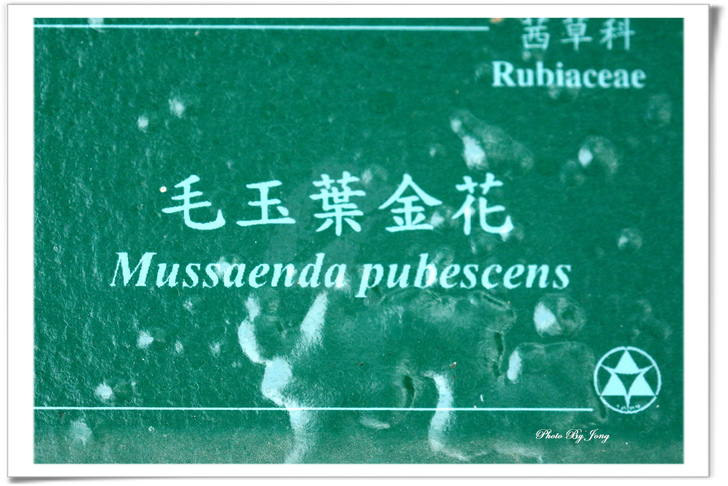 茜草科
Rubiaceae
毛玉葉金花
Mussaenda pubescens
Photo By Jong